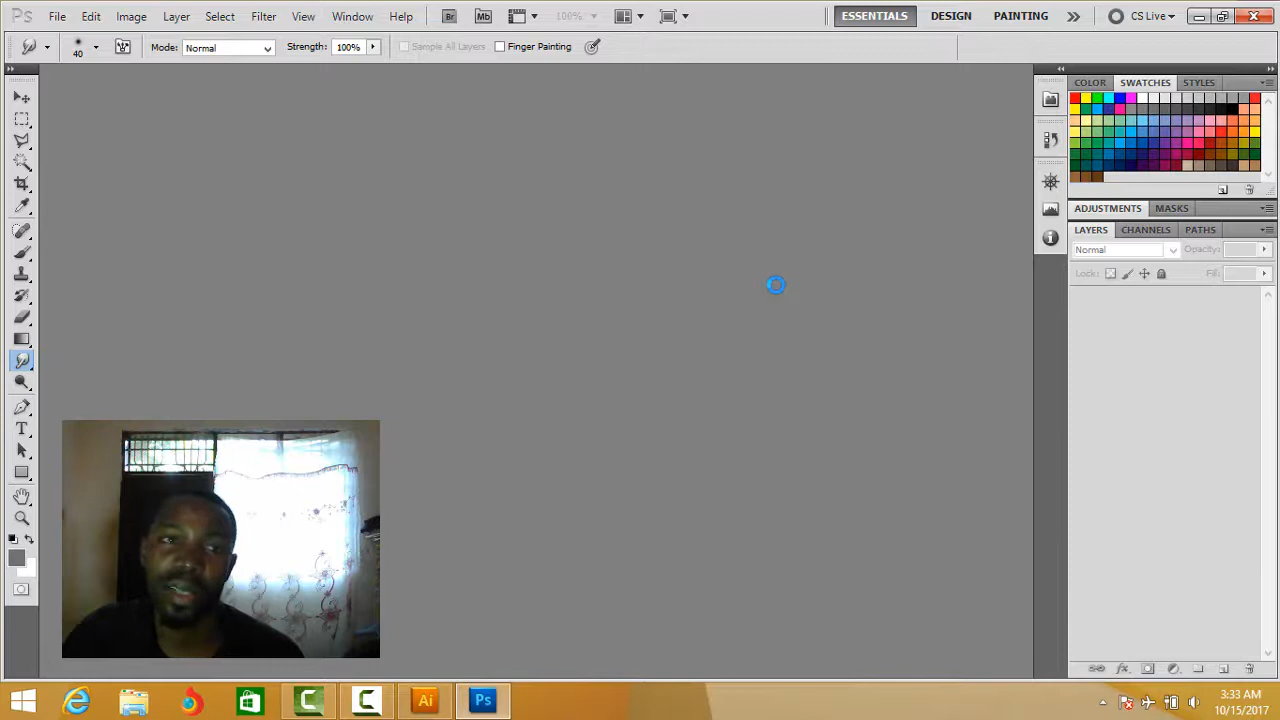 Ps File Edit Image Layer Select Filter View Window Help Br Mb 100% ESSENTIALS DESIGN PAINTING CS Live
40 Mode: Normal Strength: 100% Sample All Layers Finger Painting
COLOR SWATCHES STYLES
ADJUSTMENTS MASKS
LAYERS CHANNELS PATHS
Normal Opacity:
Lock: Fill:
Ai Ps
3:33 AM
10/15/2017